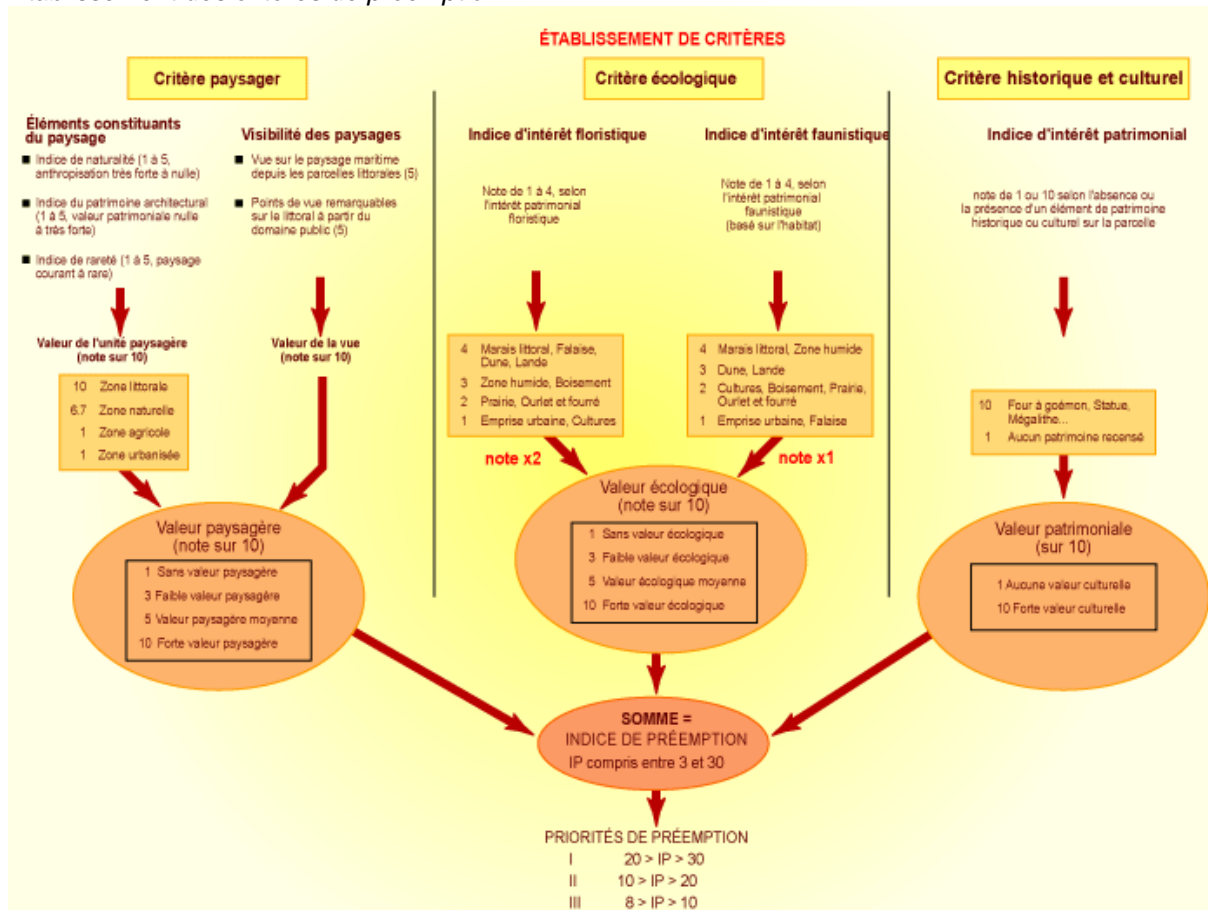 ÉTABLISSEMENT DE CRITÈRES
Critère paysager
Éléments constituants
du paysage
■ Indice de naturalité (1 à 5,
anthropisation très forte à nulle)
■ Indice du patrimoine architectural
(1 à 5, valeur patrimoniale nulle
à très forte)
■ Indice de rareté (1 à 5, paysage
courant à rare)
Visibilité des paysages
■ Vue sur le paysage maritime
depuis les parcelles littorales (5)
■ Points de vue remarquables
sur le littoral à partir du
domaine public (5)
Valeur de l'unité paysagère
(note sur 10)
10 Zone littorale
6.7 Zone naturelle
1 Zone agricole
1 Zone urbanisée
Valeur de la vue
(note sur 10)
Valeur paysagère
(note sur 10)
1 Sans valeur paysagère
3 Faible valeur paysagère
5 Valeur paysagère moyenne
10 Forte valeur paysagère
Critère écologique
Indice d'intérêt floristique
Note de 1 à 4, selon
l'intérêt patrimonial
floristique
4 Marais littoral, Falaise,
Dune, Lande
3 Zone humide, Boisement
2 Prairie, Ourlet et fourré
1 Emprise urbaine, Cultures
note x2
Indice d'intérêt faunistique
Note de 1 à 4, selon
l'intérêt patrimonial
faunistique
(basé sur l'habitat)
4 Marais littoral, Zone humide
3 Dune, Lande
2 Cultures, Boisement, Prairie,
Ourlet et fourré
1 Emprise urbaine, Falaise
note x1
Valeur écologique
(note sur 10)
1 Sans valeur écologique
3 Faible valeur écologique
5 Valeur écologique moyenne
10 Forte valeur écologique
Critère historique et culturel
Indice d'intérêt patrimonial
note de 1 ou 10 selon l'absence ou
la présence d'un élément de patrimoine
historique ou culturel sur la parcelle
10 Four à goémon, Statue,
Mégalithe...
1 Aucun patrimoine recensé
Valeur patrimoniale
(sur 10)
1 Aucune valeur culturelle
10 Forte valeur culturelle
SOMME =
INDICE DE PRÉEMPTION
IP compris entre 3 et 30
PRIORITÉS DE PRÉEMPTION
I 20 > IP > 30
II 10 > IP > 20
III 8 > IP > 10